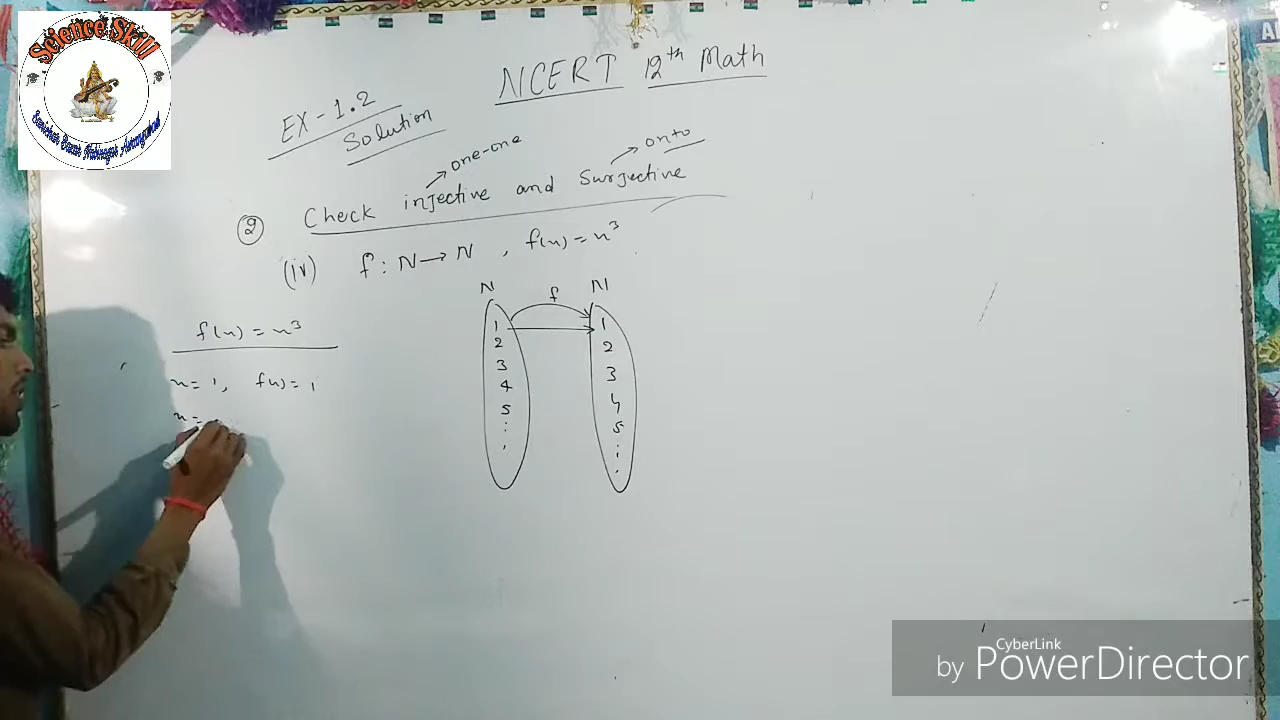 Science Skill
NCERT 12th Math
EX-1.2
Solution
one-one
onto
② Check injective and Surjective
(iv) f : N → N , f(x) = x³
N f N
f(x) = x³
1 1
2 2
3 3
4 4
5 5
x = 1, f(x) = 1
x =
CyberLink
by PowerDirector